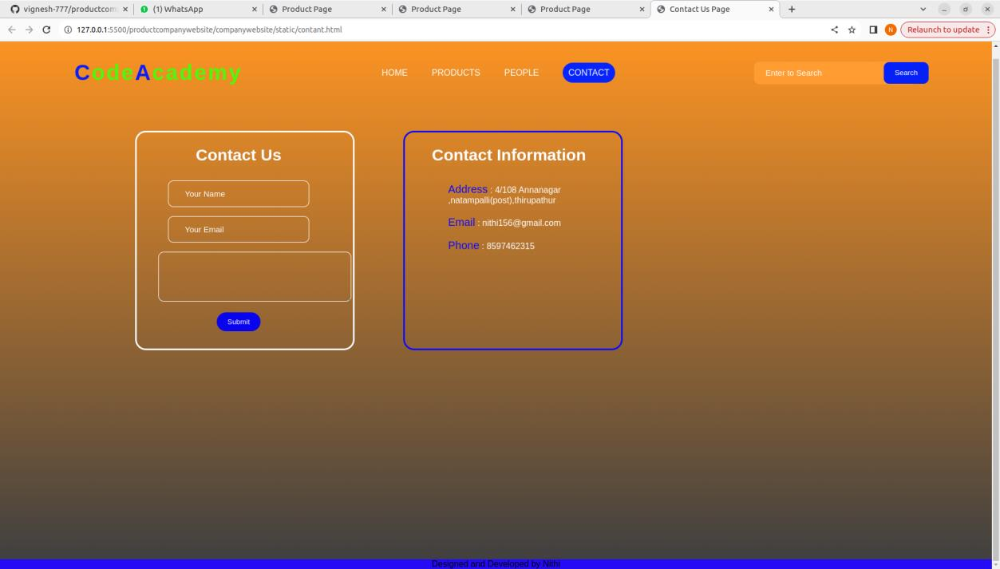 vignesh-777/productcom
(1) WhatsApp
Product Page
Product Page
Product Page
Contact Us Page
127.0.0.1:5500/productcompanywebsite/companywebsite/static/contant.html
N
Relaunch to update
CodeAcademy
HOME
PRODUCTS
PEOPLE
CONTACT
Enter to Search
Search
Contact Us
Your Name
Your Email
Submit
Contact Information
Address : 4/108 Annanagar
,natampalli(post),thirupathur
Email : nithi156@gmail.com
Phone : 8597462315
Designed and Developed by Nithi